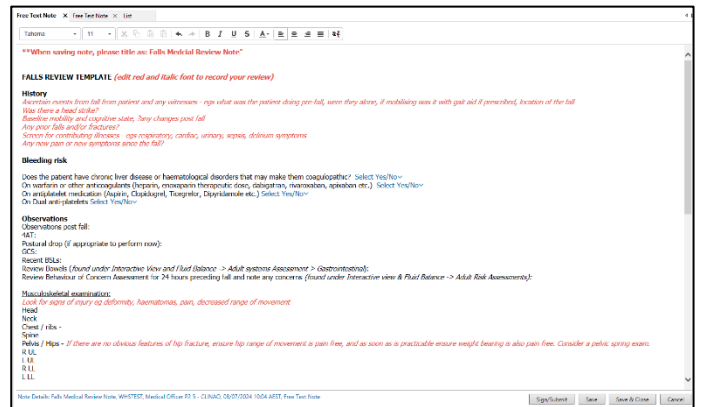 Free Text Note × Free Text Note × List
Tahoma 11 B I U S A
**When saving note, please title as: Falls Medcial Review Note"
FALLS REVIEW TEMPLATE (edit red and italic font to record your review)
History
Ascertain events from fall from patient and any witnesses - egs what was the patient doing pre-fall, were they alone, if mobilising was it with gait aid if prescribed, location of the fall
Was there a head strike?
Baseline mobility and cognitive state, ?any changes post fall
Any prior falls and/or fractures?
Screen for contributing illnesses - egs respiratory, cardiac, urinary, sepsis, delirium symptoms
Any new pain or new symptoms since the fall?
Bleeding risk
Does the patient have chronic liver disease or haematological disorders that may make them coagulopathic? Select Yes/No
On warfarin or other anticoagulants (heparin, enoxaparin therapeutic dose, dabigatran, rivaroxaban, apixaban etc.) Select Yes/No
On antiplatelet medication (Aspirin, Clopidogrel, Ticegrelor, Dipyridamole etc.) Select Yes/No
On Dual anti-platelets Select Yes/No
Observations
Observations post fall:
4AT:
Postural drop (if appropriate to perform now):
GCS:
Recent BSLs:
Review Bowels (found under Interactive View and Fluid Balance -> Adult systems Assessment > Gastrointestinal):
Review Behaviour of Concern Assessment for 24 hours preceding fall and note any concerns (found under Interactive view & Fluid Balance -> Adult Risk Assessments):
Musculoskeletal examination:
Look for signs of injury eg deformity, haematomas, pain, decreased range of movement
Head
Neck
Chest / ribs -
Spine
Pelvis / Hips - If there are no obvious features of hip fracture, ensure hip range of movement is pain free, and as soon as is practicable ensure weight bearing is also pain free. Consider a pelvic spring exam.
R UL
L UL
R LL
L LL
Note Details: Falls Medical Review Note, WHSTEST, Medical Officer P2 5 - CLINAC, 08/07/2024 10:04 AEST, Free Text Note
Sign/Submit Save Save & Close Cancel